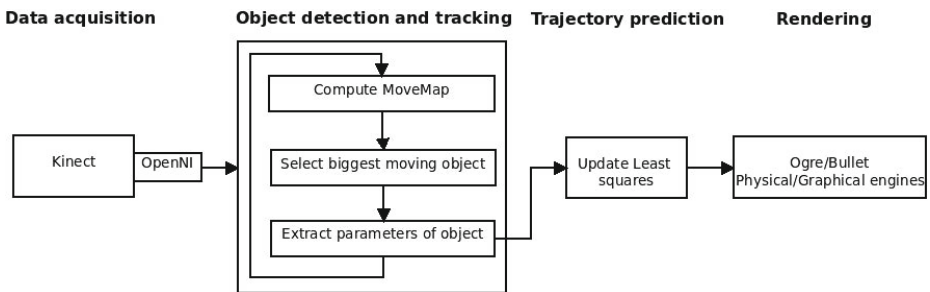 Data acquisition
Object detection and tracking
Trajectory prediction
Rendering
Kinect
OpenNI
Compute MoveMap
Select biggest moving object
Extract parameters of object
Update Least
squares
Ogre/Bullet
Physical/Graphical engines